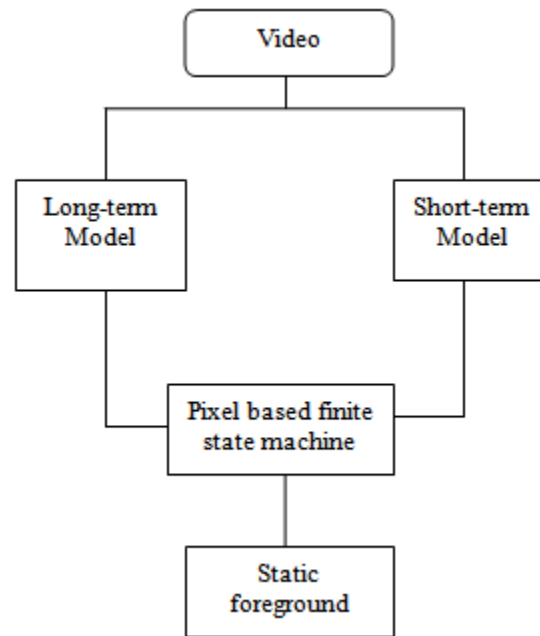 Video
Long-term
Model
Short-term
Model
Pixel based finite
state machine
Static
foreground